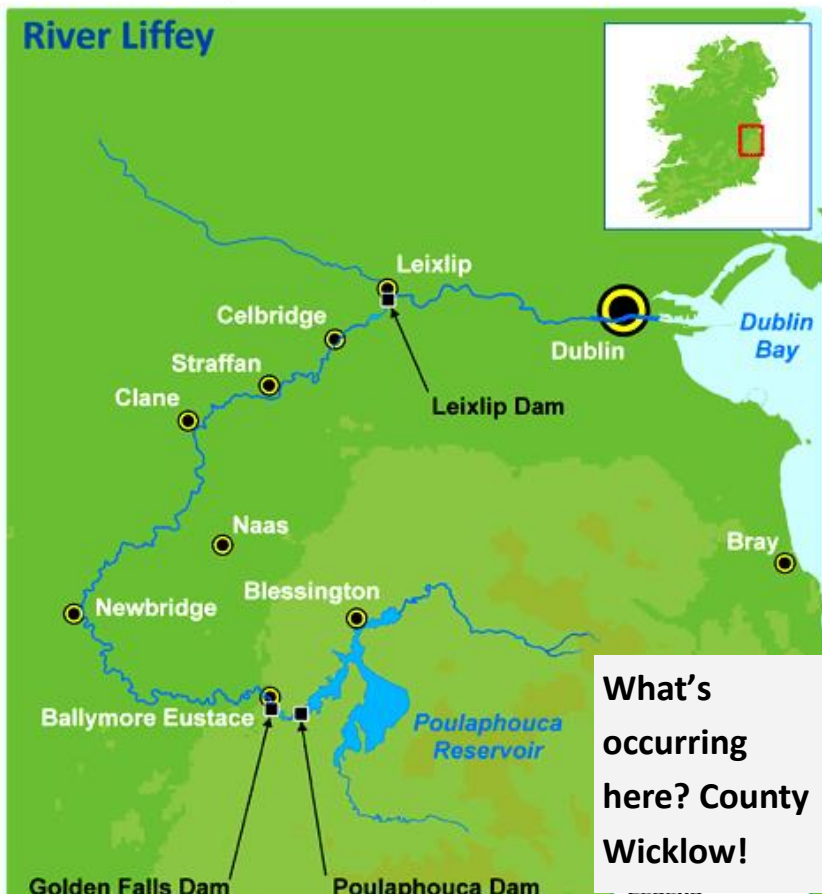 River Liffey
Leixlip
Celbridge
Dublin
Dublin
Bay
Straffan
Clane
Leixlip Dam
Naas
Bray
Blessington
Newbridge
Ballymore Eustace
Poulaphouca
Reservoir
What’s
occurring
here? County
Wicklow!
Golden Falls Dam
Poulaphouca Dam